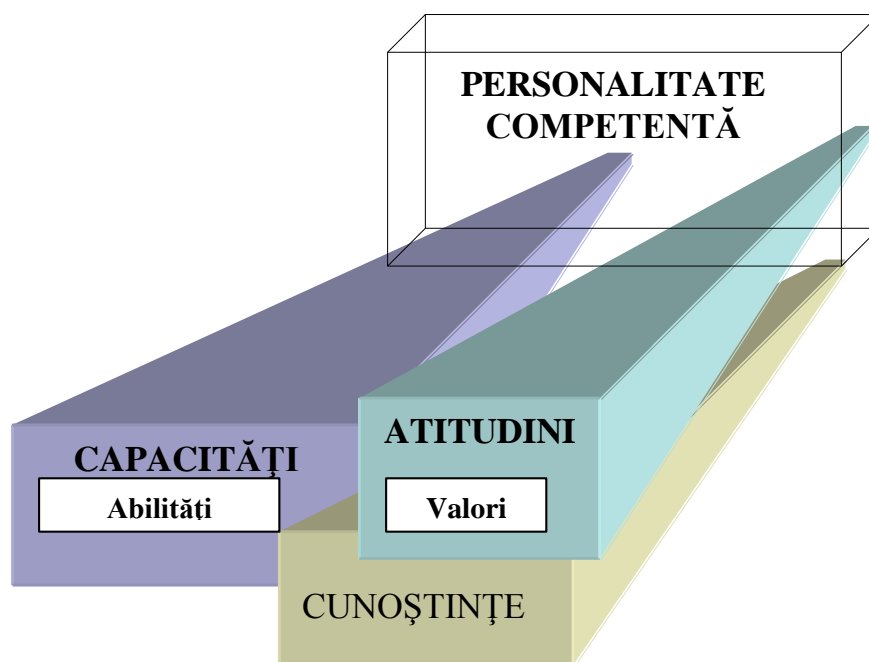 PERSONALITATE
COMPETENTĂ
ATITUDINI
CAPACITĂŢI
Abilităţi
Valori
CUNOŞTINŢE